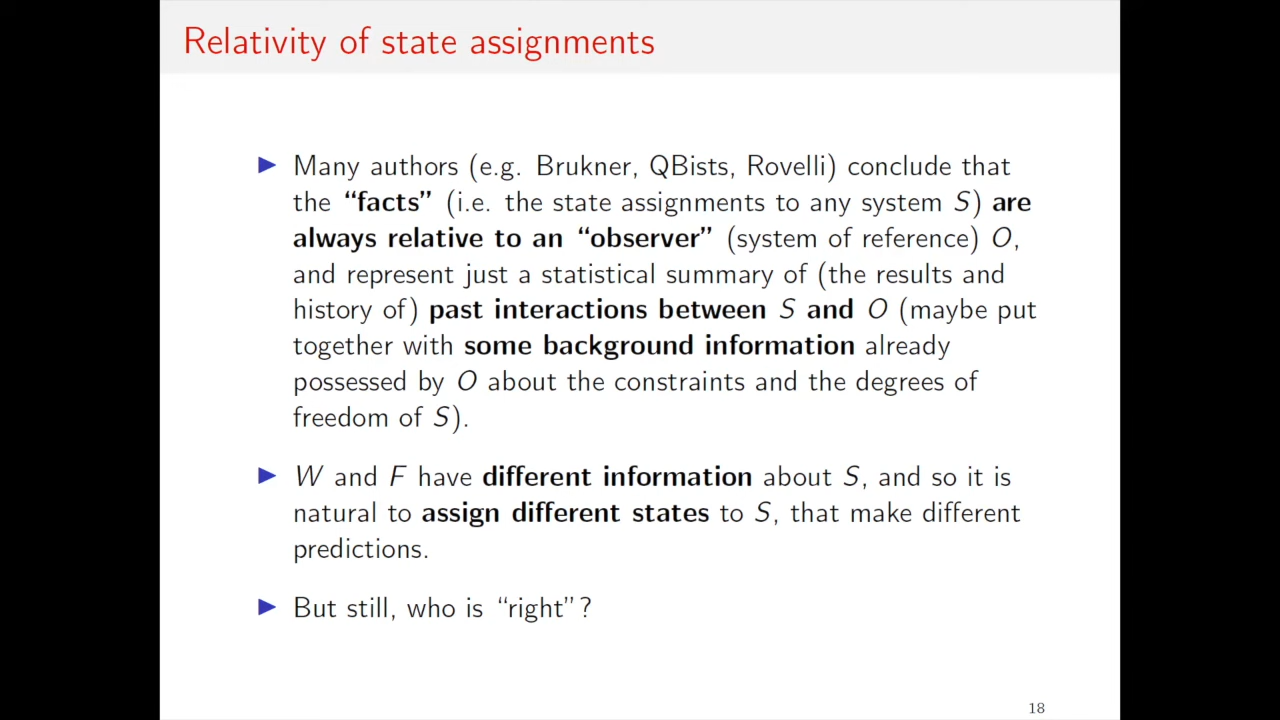 Relativity of state assignments
▶ Many authors (e.g. Brukner, QBists, Rovelli) conclude that
the “facts” (i.e. the state assignments to any system S) are
always relative to an “observer” (system of reference) O,
and represent just a statistical summary of (the results and
history of) past interactions between S and O (maybe put
together with some background information already
possessed by O about the constraints and the degrees of
freedom of S).
▶ W and F have different information about S, and so it is
natural to assign different states to S, that make different
predictions.
▶ But still, who is “right”?
18